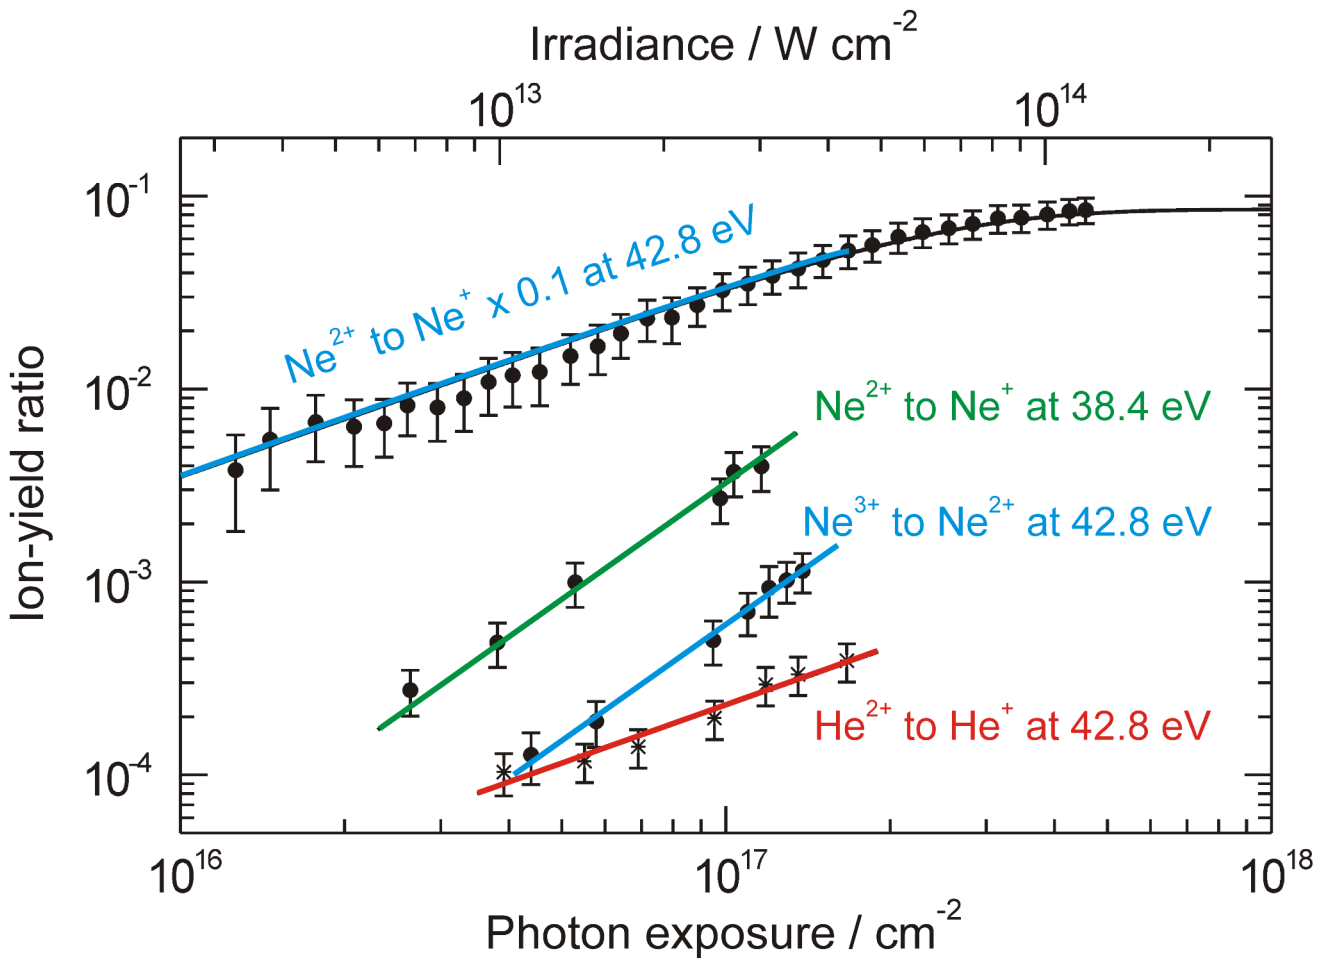 Irradiance / W cm⁻²
10¹³ 10¹⁴
10⁻¹
Ne²⁺ to Ne⁺ x 0.1 at 42.8 eV
10⁻²
Ne²⁺ to Ne⁺ at 38.4 eV
Ne³⁺ to Ne²⁺ at 42.8 eV
10⁻³
He²⁺ to He⁺ at 42.8 eV
10⁻⁴
Ion-yield ratio
10¹⁶ 10¹⁷ 10¹⁸
Photon exposure / cm⁻²